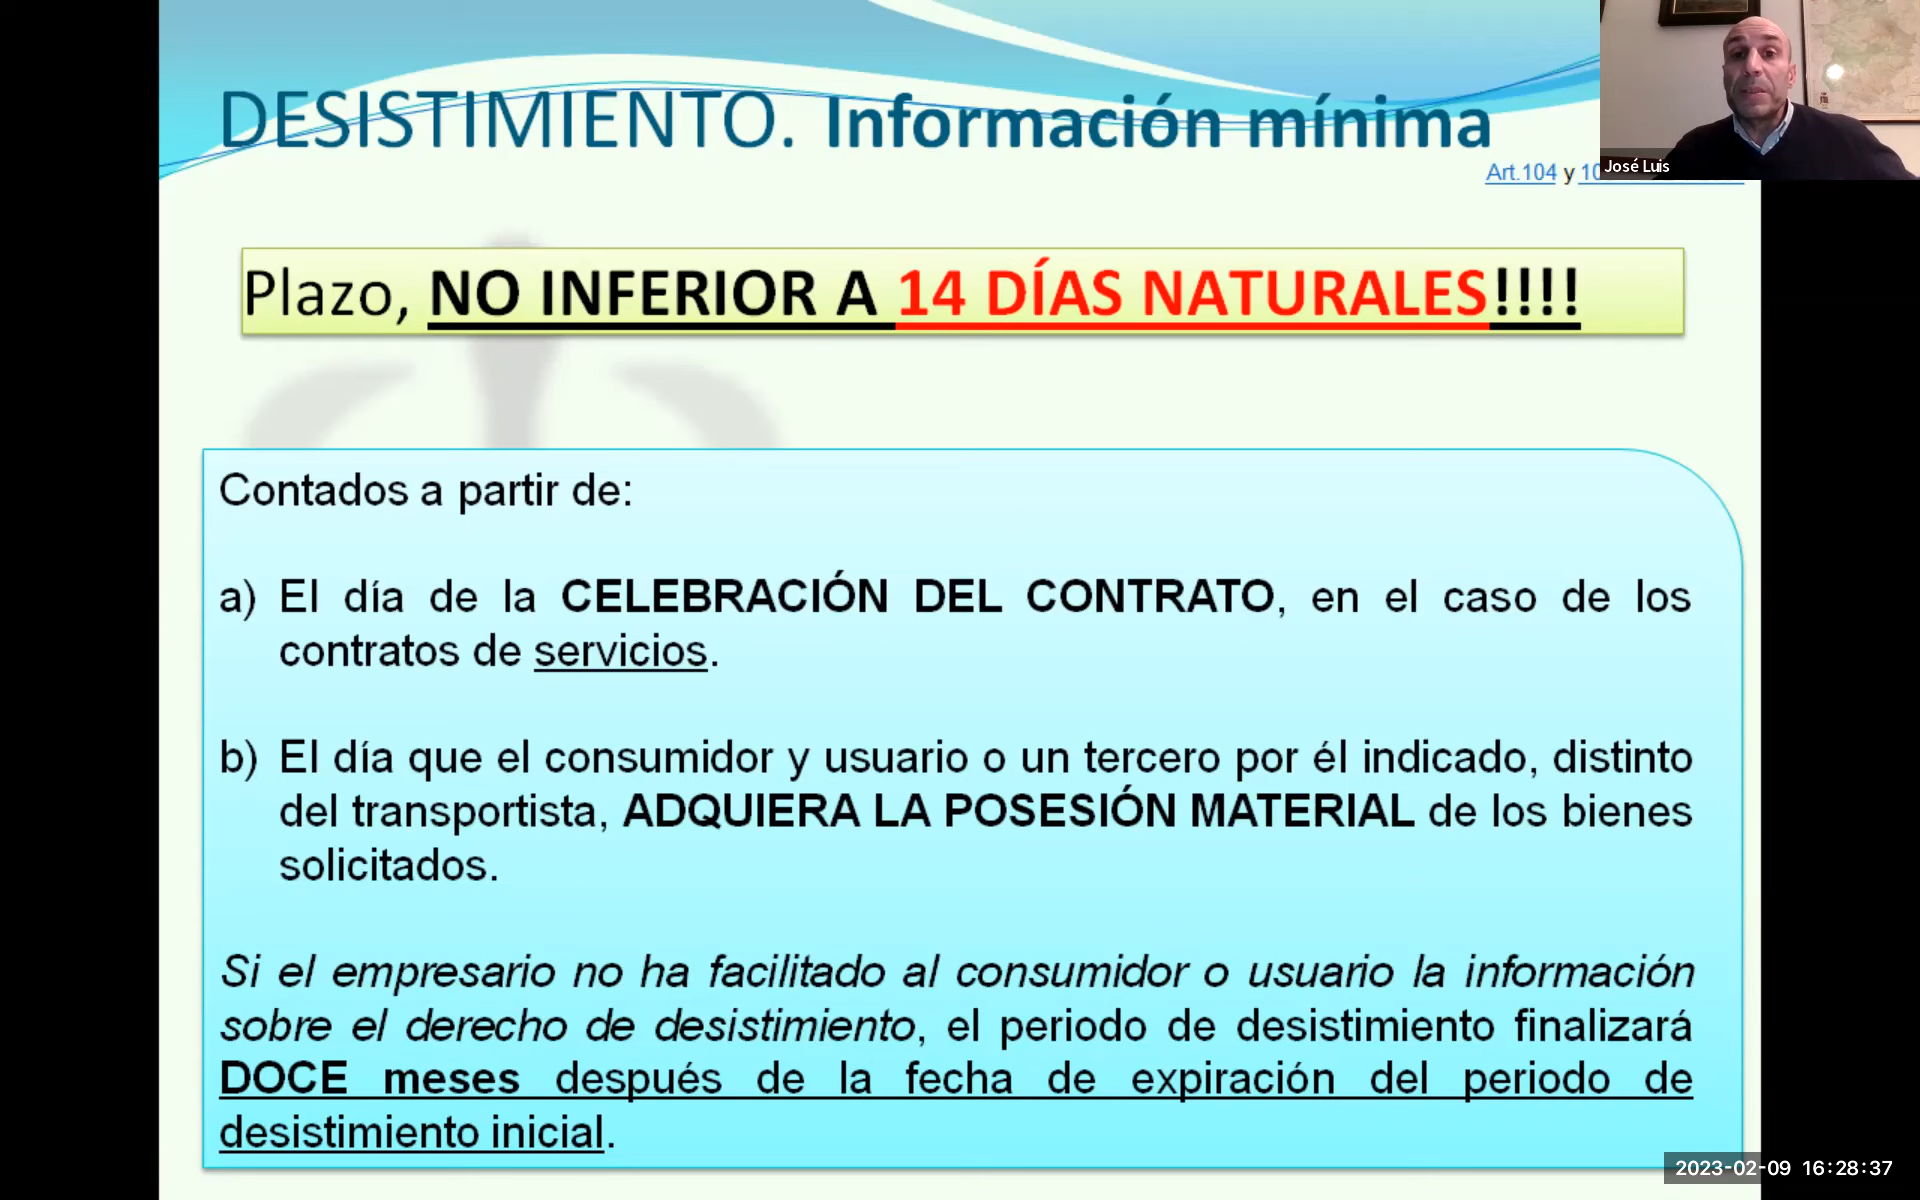 DESISTIMIENTO. Información mínima
José Luis
Art.104 y 10
Plazo, NO INFERIOR A 14 DÍAS NATURALES!!!!
Contados a partir de:
a) El día de la CELEBRACIÓN DEL CONTRATO, en el caso de los
contratos de servicios.
b) El día que el consumidor y usuario o un tercero por él indicado, distinto
del transportista, ADQUIERA LA POSESIÓN MATERIAL de los bienes
solicitados.
Si el empresario no ha facilitado al consumidor o usuario la información
sobre el derecho de desistimiento, el periodo de desistimiento finalizará
DOCE meses después de la fecha de expiración del periodo de
desistimiento inicial.
2023-02-09 16:28:37